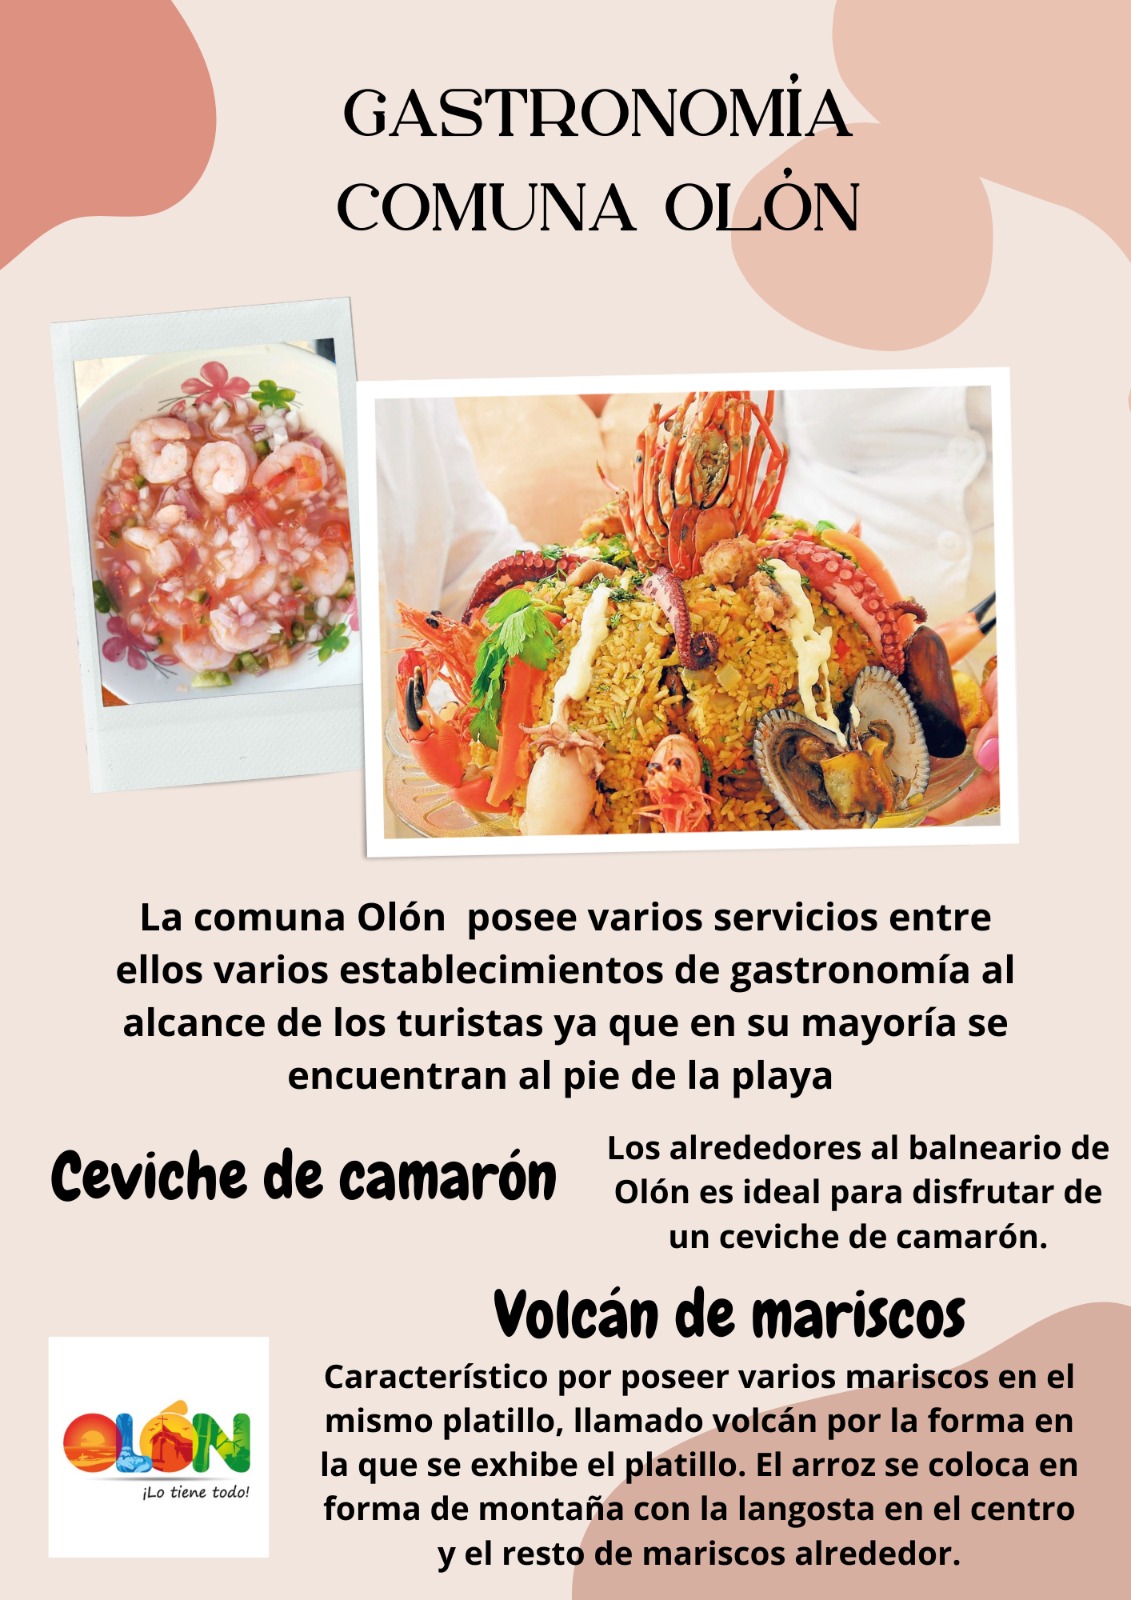 GASTRONOMÍA
COMUNA OLÓN
La comuna Olón  posee varios servicios entre
ellos varios establecimientos de gastronomía al
alcance de los turistas ya que en su mayoría se
encuentran al pie de la playa
Ceviche de camarón
Los alrededores al balneario de
Olón es ideal para disfrutar de
un ceviche de camarón.
Volcán de mariscos
Característico por poseer varios mariscos en el
mismo platillo, llamado volcán por la forma en
la que se exhibe el platillo. El arroz se coloca en
forma de montaña con la langosta en el centro
y el resto de mariscos alrededor.
OLÓN
¡Lo tiene todo!